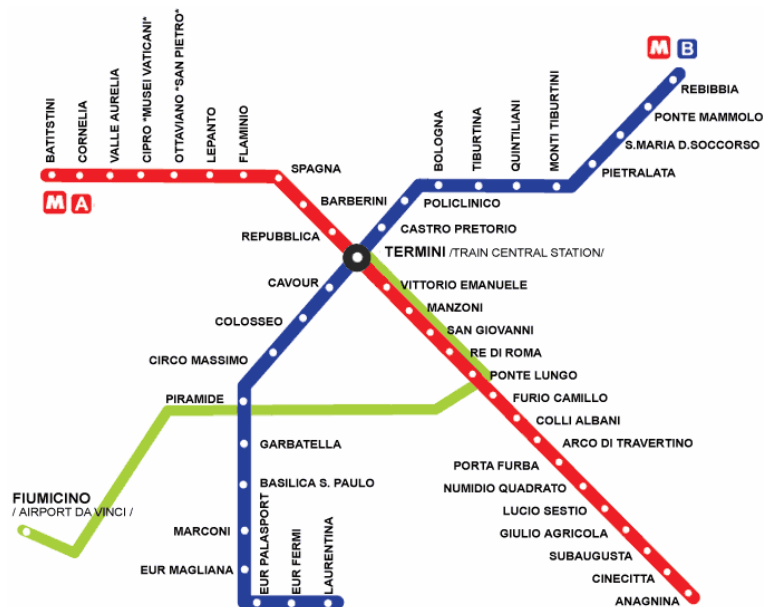 BATITSTINI
CORNELIA
VALLE AURELIA
CIPRO "MUSEI VATICANI"
OTTAVIANO "SAN PIETRO"
LEPANTO
FLAMINIO
M A
SPAGNA
BARBERINI
REPUBBLICA
BOLOGNA
TIBURTINA
QUINTILIANI
MONTI TIBURTINI
M B
REBIBBIA
PONTE MAMMOLO
S.MARIA D.SOCCORSO
PIETRALATA
POLICLINICO
CASTRO PRETORIO
TERMINI /TRAIN CENTRAL STATION/
CAVOUR
COLOSSEO
CIRCO MASSIMO
PIRAMIDE
GARBATELLA
BASILICA S. PAULO
MARCONI
EUR MAGLIANA
EUR PALASPORT
EUR FERMI
LAURENTINA
VITTORIO EMANUELE
MANZONI
SAN GIOVANNI
RE DI ROMA
PONTE LUNGO
FURIO CAMILLO
COLLI ALBANI
ARCO DI TRAVERTINO
PORTA FURBA
NUMIDIO QUADRATO
LUCIO SESTIO
GIULIO AGRICOLA
SUBAUGUSTA
CINECITTA
ANAGNINA
FIUMICINO
/ AIRPORT DA VINCI /